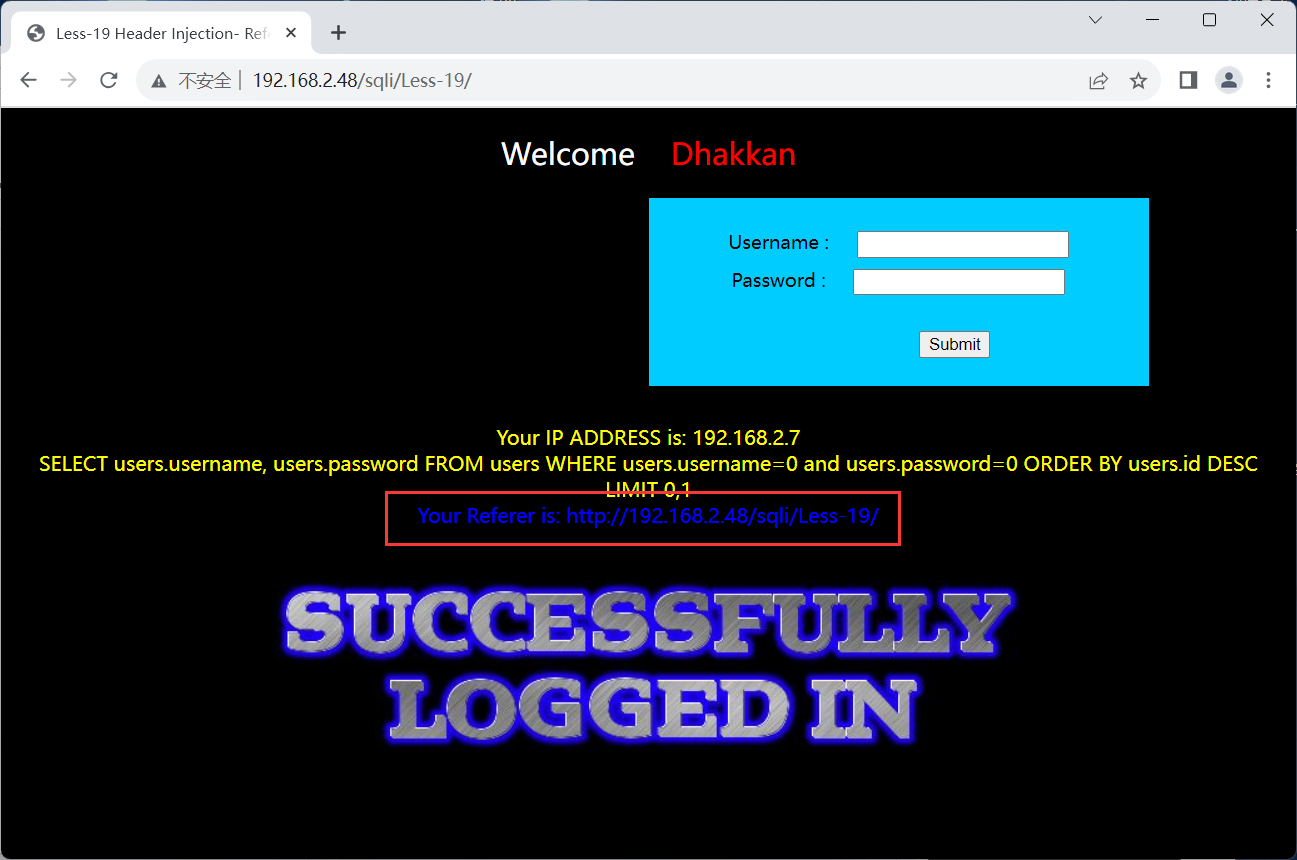 Less-19 Header Injection- Ref
不安全 192.168.2.48/sqli/Less-19/
Welcome Dhakkan
Username :
Password :
Submit
Your IP ADDRESS is: 192.168.2.7
SELECT users.username, users.password FROM users WHERE users.username=0 and users.password=0 ORDER BY users.id DESC
LIMIT 0,1
Your Referer is: http://192.168.2.48/sqli/Less-19/
SUCCESSFULLY
LOGGED IN